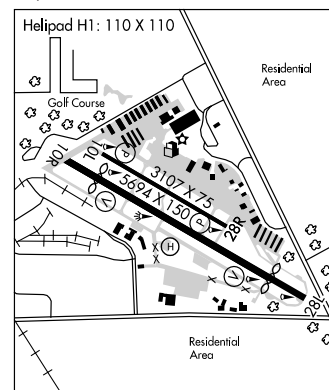 Helipad H1: 110 X 110
Residential
Area
Golf Course
10R
10L
P
3107 X 75
5694 X 150
P
28R
V
H
V
28L
Residential
Area